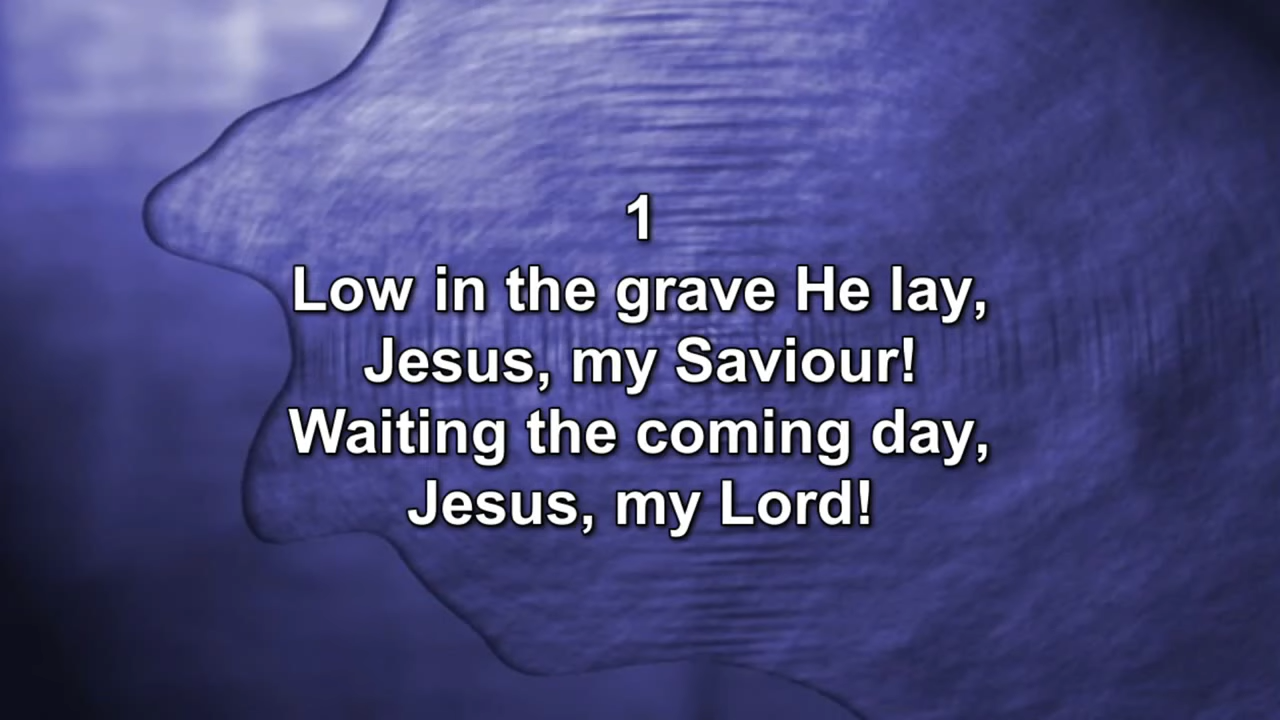 1
Low in the grave He lay,
Jesus, my Saviour!
Waiting the coming day,
Jesus, my Lord!